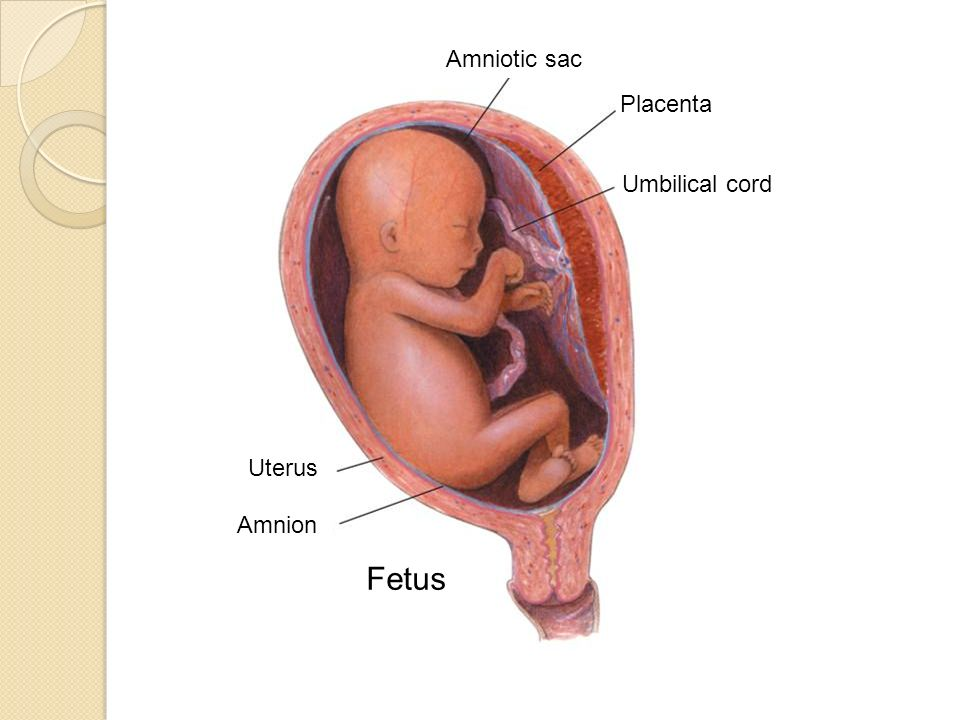 Amniotic sac
Placenta
Umbilical cord
Uterus
Amnion
Fetus